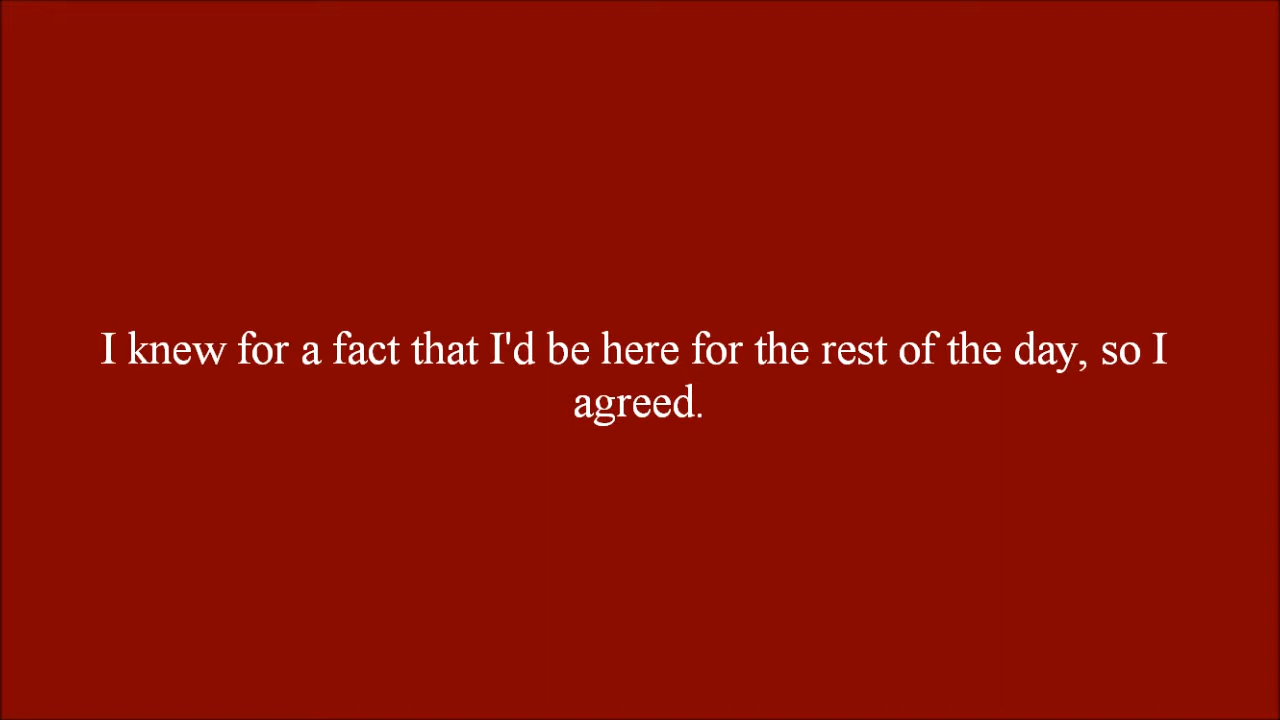 I knew for a fact that I'd be here for the rest of the day, so I
agreed.